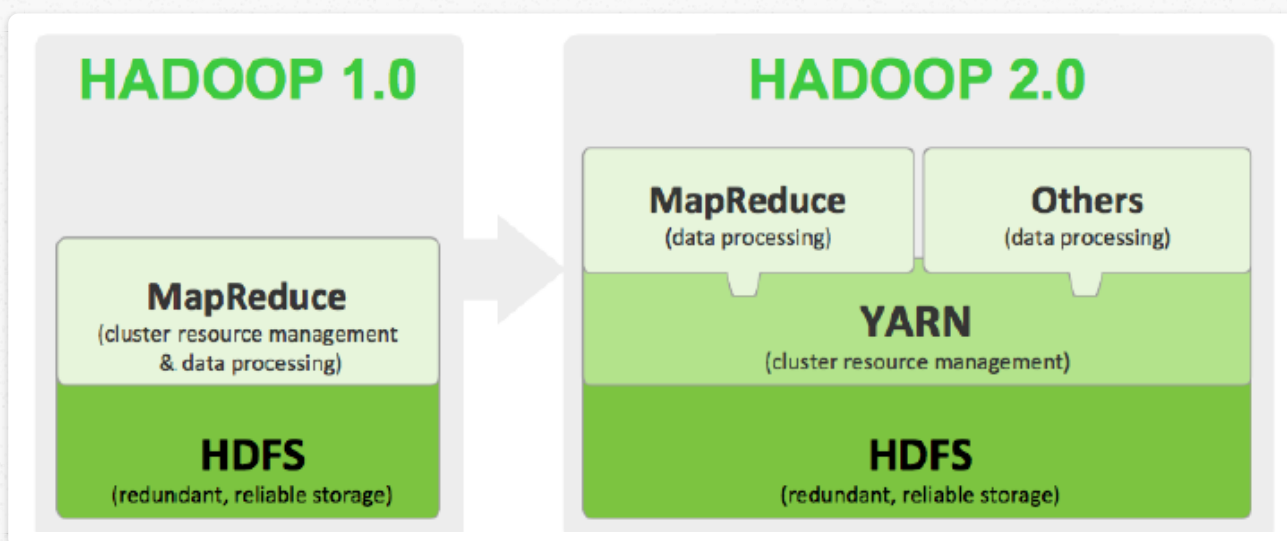 HADOOP 1.0
MapReduce
(cluster resource management
& data processing)
HDFS
(redundant, reliable storage)
HADOOP 2.0
MapReduce
(data processing)
Others
(data processing)
YARN
(cluster resource management)
HDFS
(redundant, reliable storage)